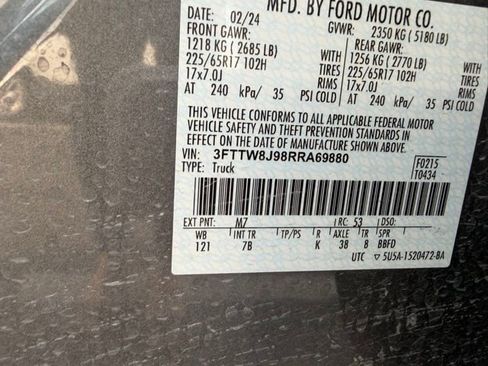 MFD. BY FORD MOTOR CO.
DATE: 02/24 GVWR: 2350 KG ( 5180 LB)
FRONT GAWR: REAR GAWR:
1218 KG ( 2685 LB) WITH 1256 KG ( 2770 LB) WITH
225/65R17 102H TIRES 225/65R17 102H TIRES
17x7.0J RIMS 17x7.0J RIMS
AT 240 kPa/ 35 PSI COLD AT 240 kPa/ 35 PSI COLD
THIS VEHICLE CONFORMS TO ALL APPLICABLE FEDERAL MOTOR
VEHICLE SAFETY AND THEFT PREVENTION STANDARDS IN
EFFECT ON THE DATE OF MANUFACTURE SHOWN ABOVE.
VIN: 3FTTW8J98RRA69880 F0215
TYPE: Truck T0434
EXT PNT: M7 RC: 53 DSO:
WB INT TR TP/PS R AXLE TR SPR
121 7B K 38 8 BBFD
UTC ▽ 5U5A-1520472-BA